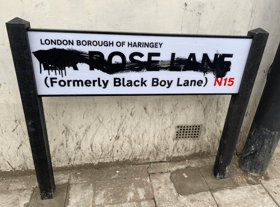 LONDON BOROUGH OF HARINGEY
ROSE LANE
(Formerly Black Boy Lane) N15